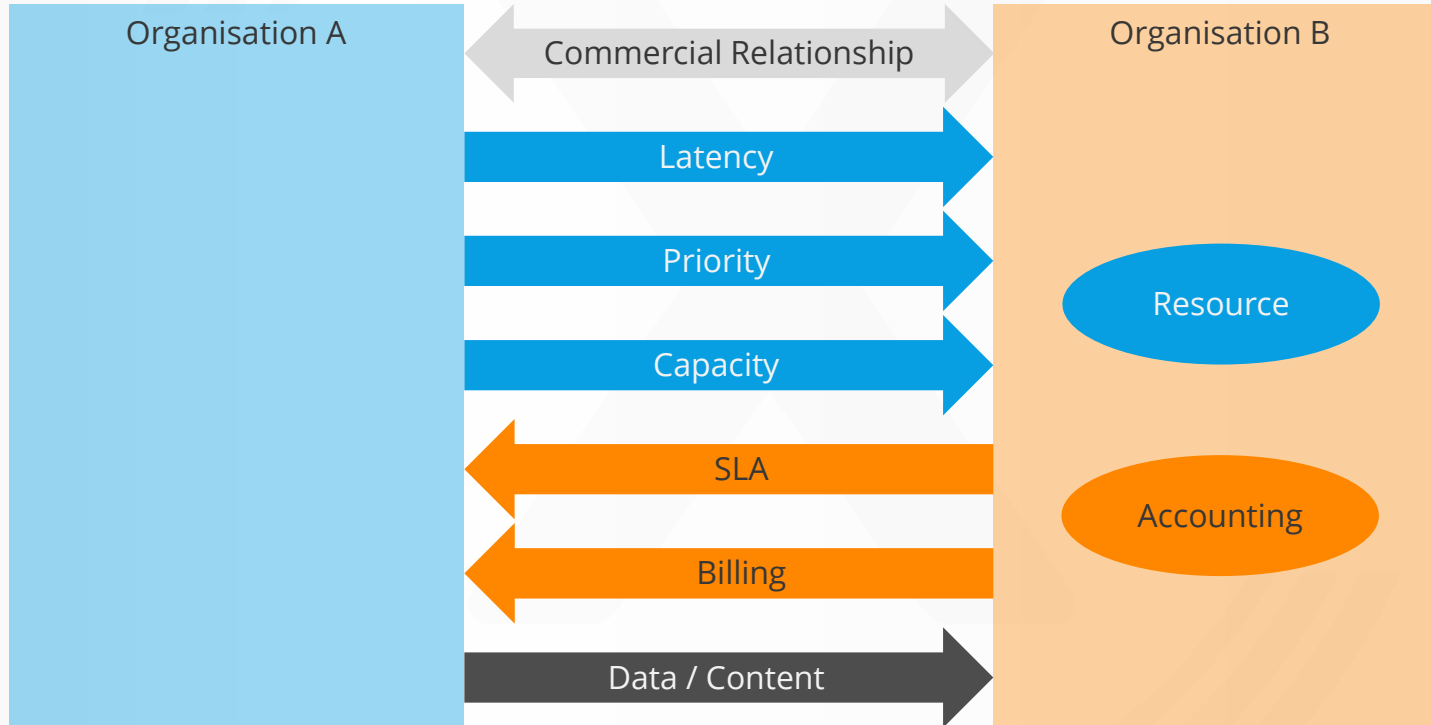 Organisation A
Commercial Relationship
Organisation B
Latency
Priority
Resource
Capacity
SLA
Accounting
Billing
Data / Content